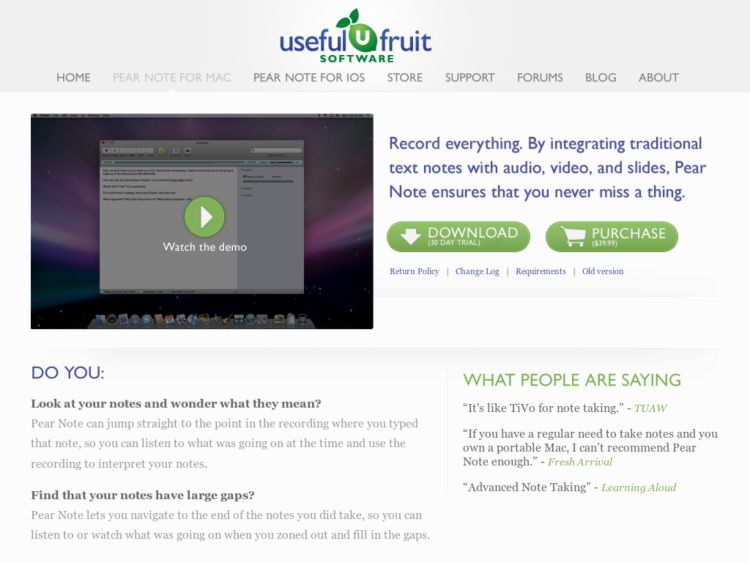 useful U fruit
SOFTWARE
HOME PEAR NOTE FOR MAC PEAR NOTE FOR IOS STORE SUPPORT FORUMS BLOG ABOUT
Watch the demo
Record everything. By integrating traditional
text notes with audio, video, and slides, Pear
Note ensures that you never miss a thing.
DOWNLOAD
(30 DAY TRIAL)
PURCHASE
($39.99)
Return Policy | Change Log | Requirements | Old version
DO YOU:
Look at your notes and wonder what they mean?
Pear Note can jump straight to the point in the recording where you typed
that note, so you can listen to what was going on at the time and use the
recording to interpret your notes.
Find that your notes have large gaps?
Pear Note lets you navigate to the end of the notes you did take, so you can
listen to or watch what was going on when you zoned out and fill in the gaps.
WHAT PEOPLE ARE SAYING
“It's like TiVo for note taking.” - TUAW
“If you have a regular need to take notes and you
own a portable Mac, I can't recommend Pear
Note enough.” - Fresh Arrival
“Advanced Note Taking” - Learning Aloud